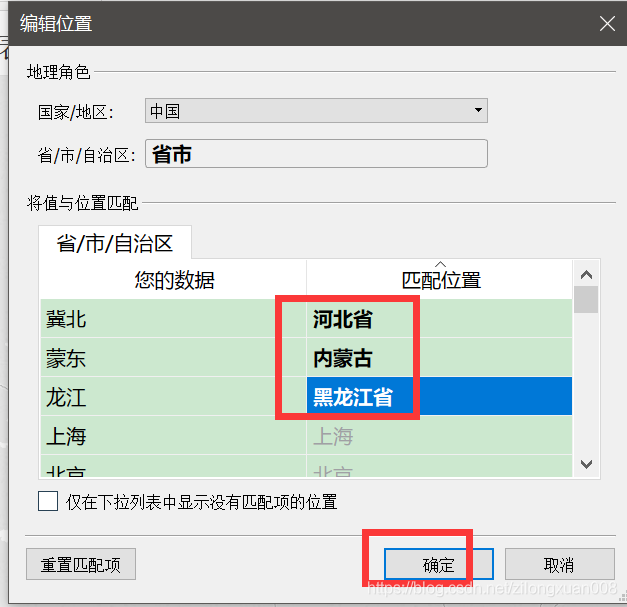 编辑位置
地理角色
国家/地区: 中国
省/市/自治区: 省市
将值与位置匹配
省/市/自治区
您的数据 匹配位置
冀北 河北省
蒙东 内蒙古
龙江 黑龙江省
上海 上海
北京 北京
仅在下拉列表中显示没有匹配项的位置
重置匹配项 确定 取消
https://blog.csdn.net/zilongxuan008